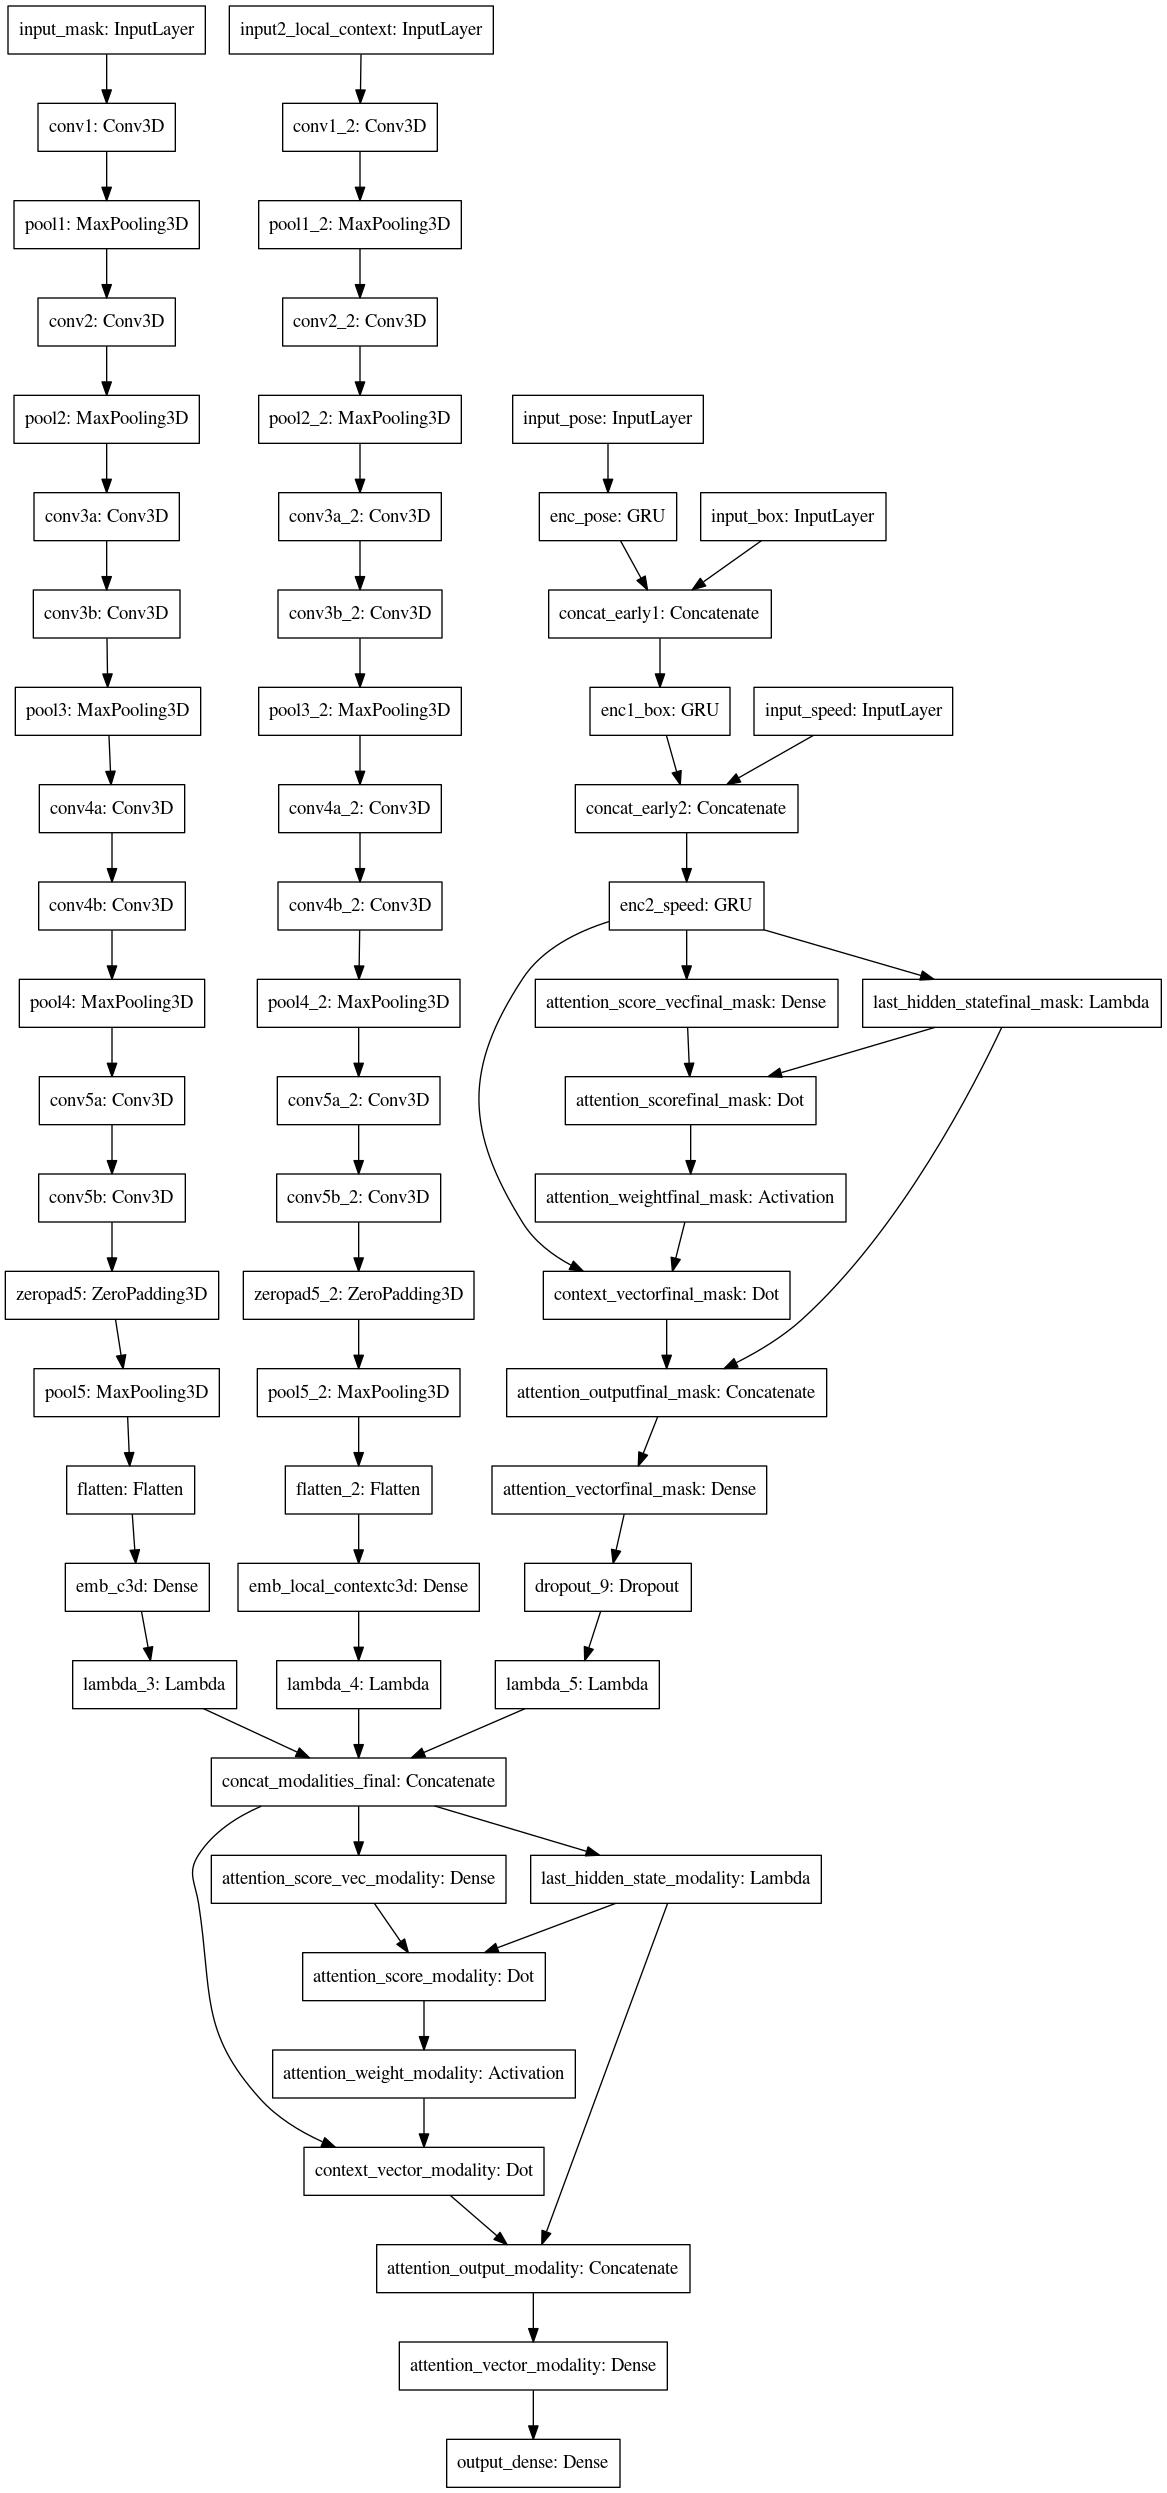 input_mask: InputLayer
input2_local_context: InputLayer
conv1: Conv3D
conv1_2: Conv3D
pool1: MaxPooling3D
pool1_2: MaxPooling3D
conv2: Conv3D
conv2_2: Conv3D
pool2: MaxPooling3D
pool2_2: MaxPooling3D
input_pose: InputLayer
conv3a: Conv3D
conv3a_2: Conv3D
enc_pose: GRU
input_box: InputLayer
conv3b: Conv3D
conv3b_2: Conv3D
concat_early1: Concatenate
pool3: MaxPooling3D
pool3_2: MaxPooling3D
enc1_box: GRU
input_speed: InputLayer
conv4a: Conv3D
conv4a_2: Conv3D
concat_early2: Concatenate
conv4b: Conv3D
conv4b_2: Conv3D
enc2_speed: GRU
pool4: MaxPooling3D
pool4_2: MaxPooling3D
attention_score_vecfinal_mask: Dense
last_hidden_statefinal_mask: Lambda
conv5a: Conv3D
conv5a_2: Conv3D
attention_scorefinal_mask: Dot
conv5b: Conv3D
conv5b_2: Conv3D
attention_weightfinal_mask: Activation
zeropad5: ZeroPadding3D
zeropad5_2: ZeroPadding3D
context_vectorfinal_mask: Dot
pool5: MaxPooling3D
pool5_2: MaxPooling3D
attention_outputfinal_mask: Concatenate
flatten: Flatten
flatten_2: Flatten
attention_vectorfinal_mask: Dense
emb_c3d: Dense
emb_local_contextc3d: Dense
dropout_9: Dropout
lambda_3: Lambda
lambda_4: Lambda
lambda_5: Lambda
concat_modalities_final: Concatenate
attention_score_vec_modality: Dense
last_hidden_state_modality: Lambda
attention_score_modality: Dot
attention_weight_modality: Activation
context_vector_modality: Dot
attention_output_modality: Concatenate
attention_vector_modality: Dense
output_dense: Dense